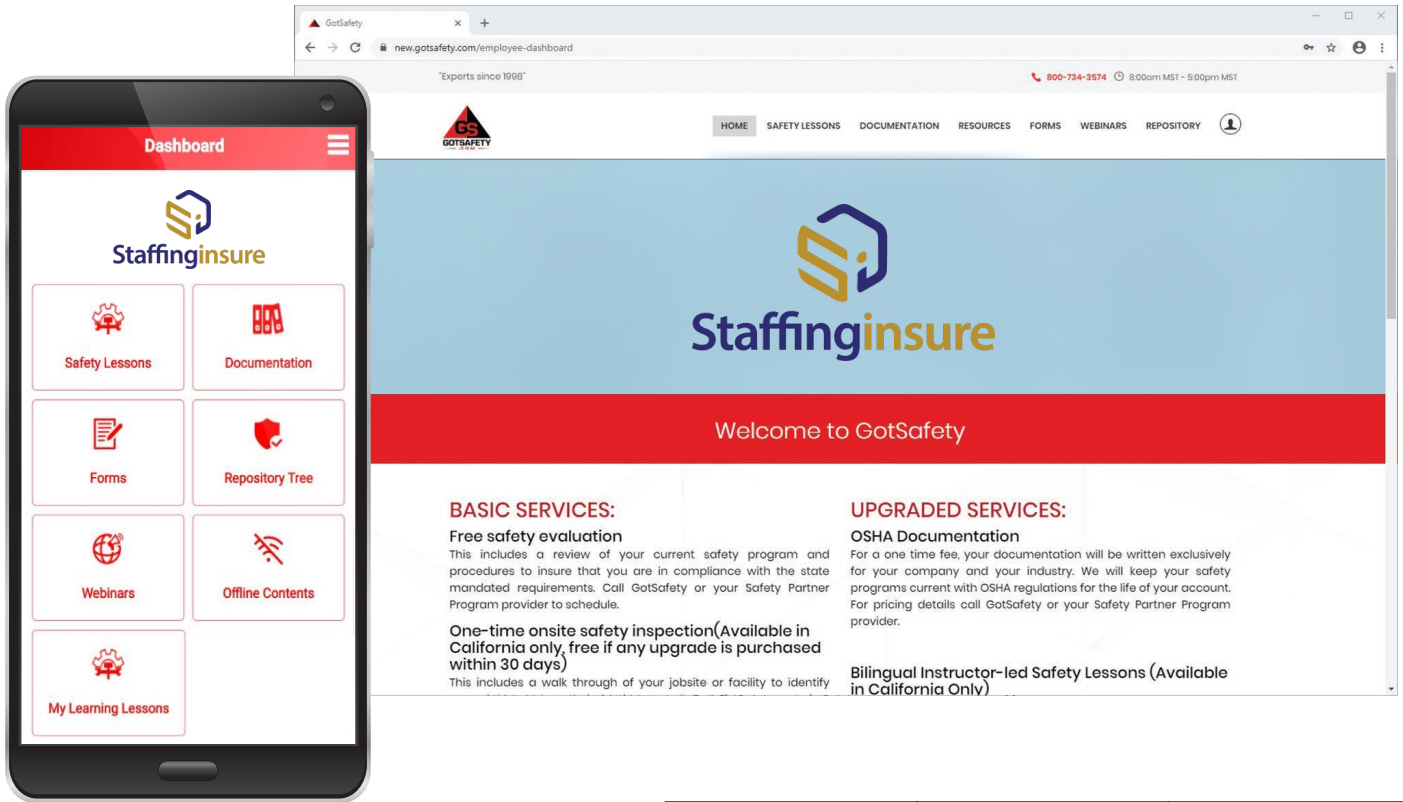 GotSafety
new.gotsafety.com/employee-dashboard
"Experts since 1998"
800-734-3574 8:00am MST - 5:00pm MST
GS
GOTSAFETY
.COM
HOME SAFETY LESSONS DOCUMENTATION RESOURCES FORMS WEBINARS REPOSITORY
Staffinginsure
Welcome to GotSafety
BASIC SERVICES:
Free safety evaluation
This includes a review of your current safety program and
procedures to insure that you are in compliance with the state
mandated requirements. Call GotSafety or your Safety Partner
Program provider to schedule.
One-time onsite safety inspection(Available in
California only, free if any upgrade is purchased
within 30 days)
This includes a walk through of your jobsite or facility to identify
UPGRADED SERVICES:
OSHA Documentation
For a one time fee, your documentation will be written exclusively
for your company and your industry. We will keep your safety
programs current with OSHA regulations for the life of your account.
For pricing details call GotSafety or your Safety Partner Program
provider.
Bilingual Instructor-led Safety Lessons (Available
in California Only)
Dashboard
Staffinginsure
Safety Lessons
Documentation
Forms
Repository Tree
Webinars
Offline Contents
My Learning Lessons